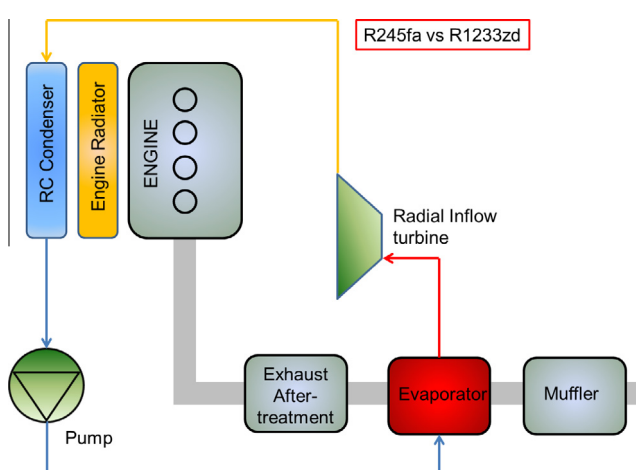 R245fa vs R1233zd
RC Condenser
Engine Radiator
ENGINE
Radial Inflow
turbine
Exhaust
After-
treatment
Evaporator
Muffler
Pump